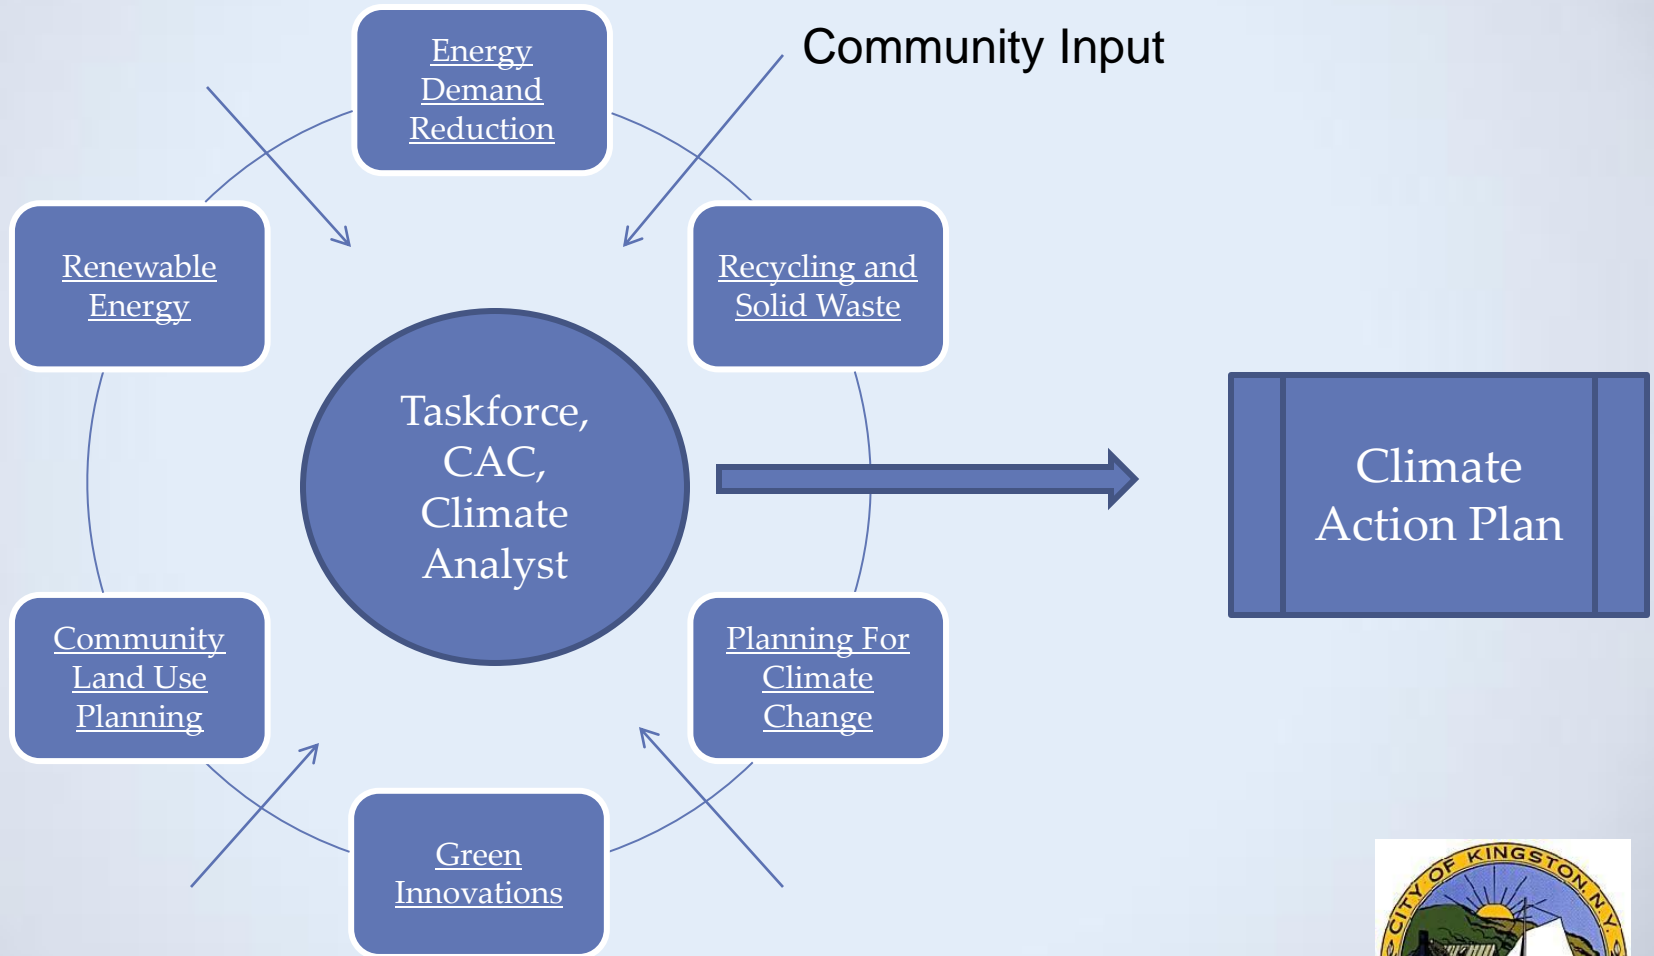 Community Input
Energy
Demand
Reduction
Renewable
Energy
Recycling and
Solid Waste
Taskforce,
CAC,
Climate
Analyst
Climate
Action Plan
Community
Land Use
Planning
Planning For
Climate
Change
Green
Innovations
CITY OF KINGSTON, N.Y.